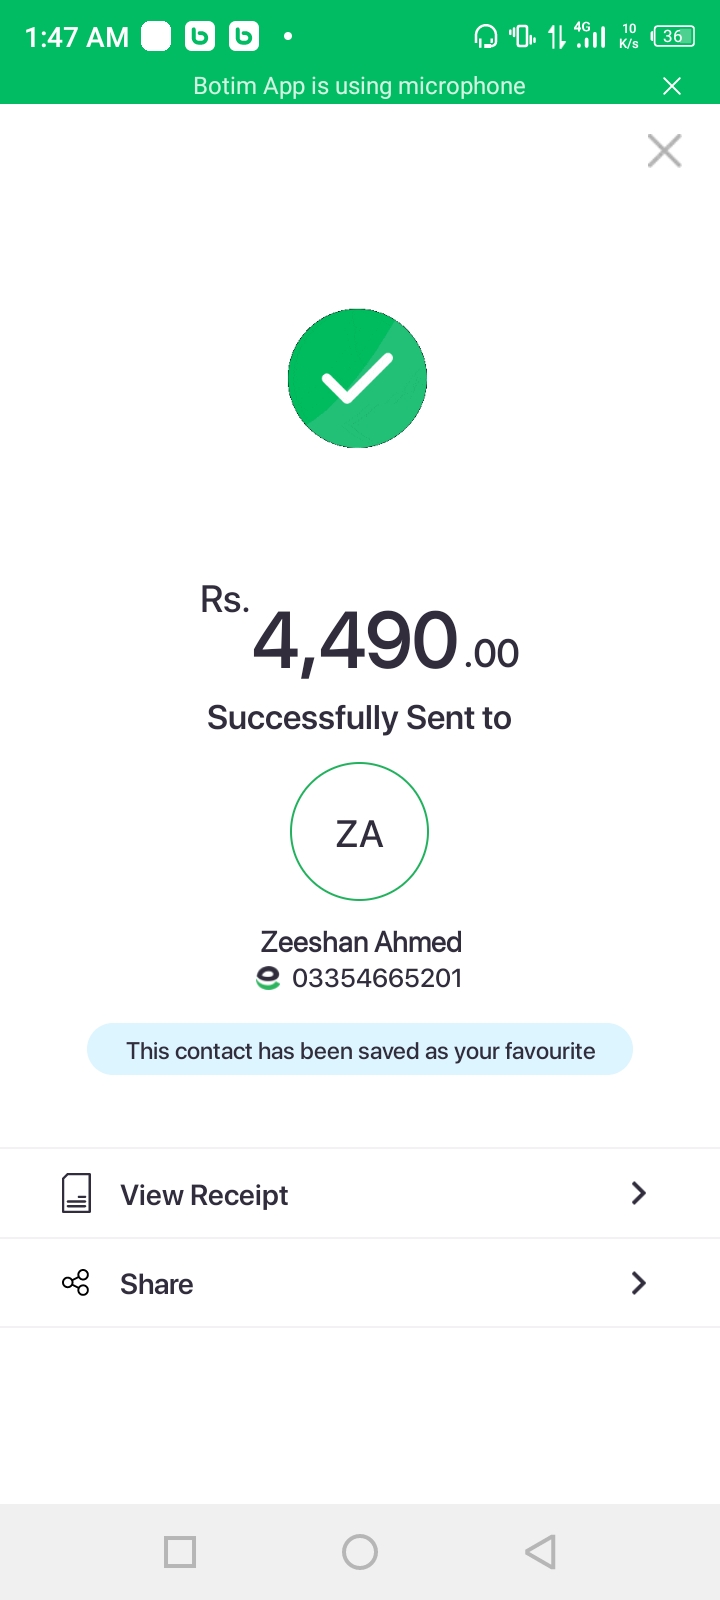 1:47 AM
4G
10
K/s
36
Botim App is using microphone
Rs.
4,490.00
Successfully Sent to
ZA
Zeeshan Ahmed
03354665201
This contact has been saved as your favourite
View Receipt
Share